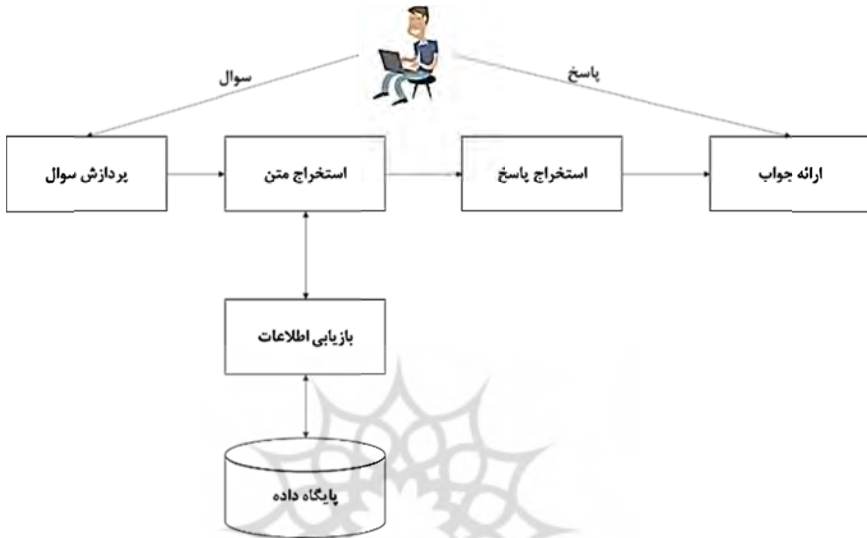 سوال
پاسخ
پردازش سوال
استخراج متن
استخراج پاسخ
ارائه جواب
بازیابی اطلاعات
پایگاه داده